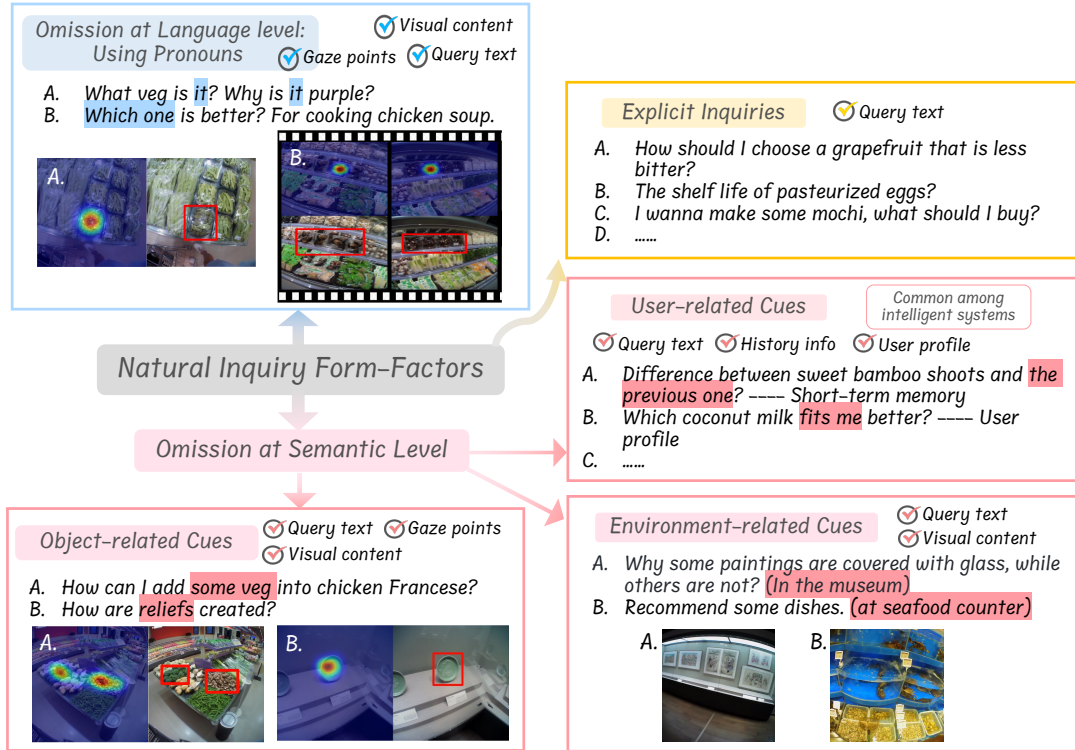 Omission at Language level:
Using Pronouns
Visual content
Gaze points
Query text
A. What veg is it? Why is it purple?
B. Which one is better? For cooking chicken soup.
A.
B.
Explicit Inquiries
Query text
A. How should I choose a grapefruit that is less
bitter?
B. The shelf life of pasteurized eggs?
C. I wanna make some mochi, what should I buy?
D. ......
Natural Inquiry Form-Factors
User-related Cues
Common among
intelligent systems
Query text
History info
User profile
A. Difference between sweet bamboo shoots and the
previous one? ---- Short-term memory
B. Which coconut milk fits me better? ---- User
profile
C. ......
Omission at Semantic Level
Object-related Cues
Query text
Gaze points
Visual content
A. How can I add some veg into chicken Francese?
B. How are reliefs created?
A.
B.
Environment-related Cues
Query text
Visual content
A. Why some paintings are covered with glass, while
others are not? (In the museum)
B. Recommend some dishes. (at seafood counter)
A.
B.